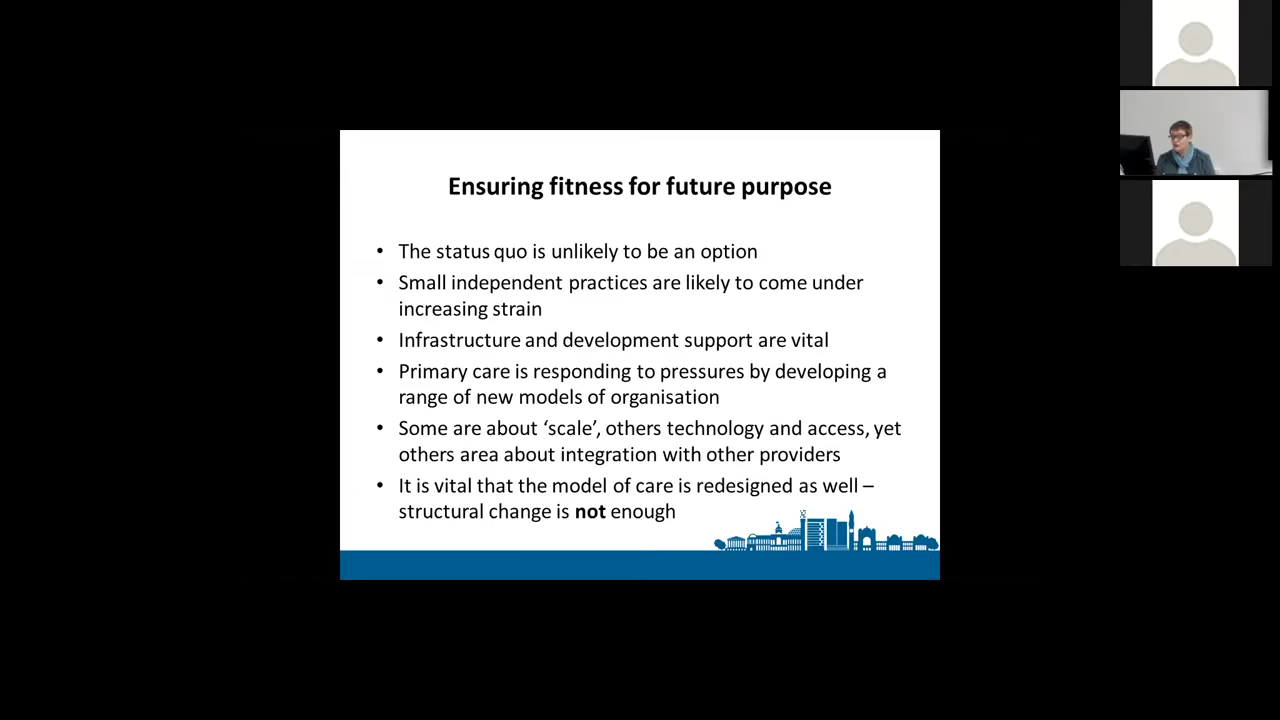 Ensuring fitness for future purpose
• The status quo is unlikely to be an option
• Small independent practices are likely to come under
increasing strain
• Infrastructure and development support are vital
• Primary care is responding to pressures by developing a
range of new models of organisation
• Some are about ‘scale’, others technology and access, yet
others area about integration with other providers
• It is vital that the model of care is redesigned as well –
structural change is not enough